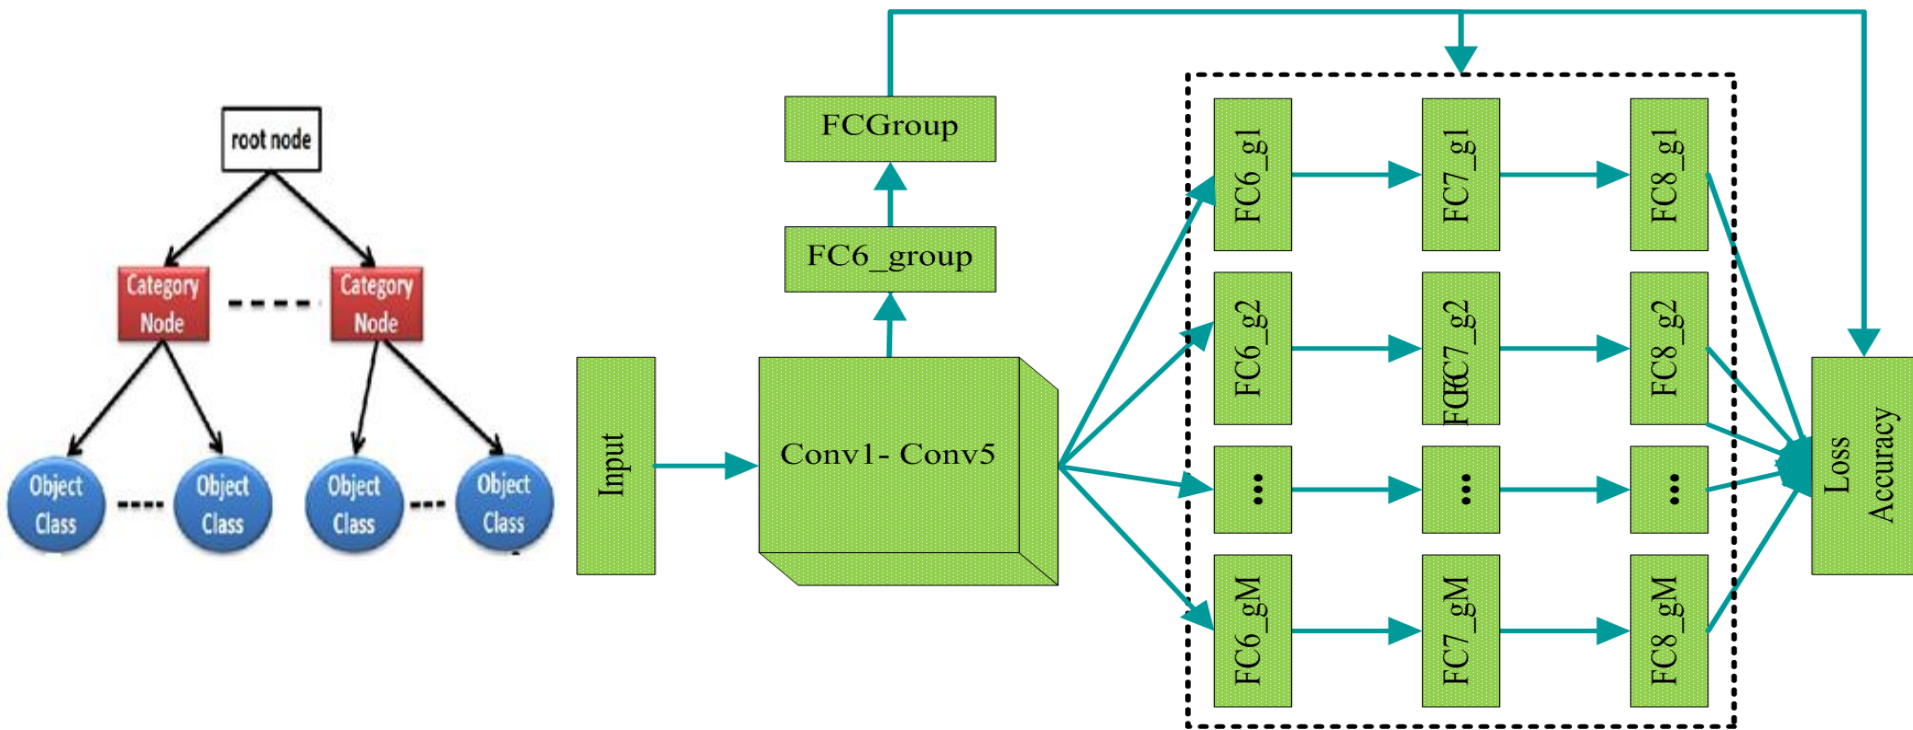 root node
Category
Node
Category
Node
Object
Class
Object
Class
Object
Class
Object
Class
Input
Conv1- Conv5
FC6_group
FCGroup
FC6_g1
FC7_g1
FC8_g1
FC6_g2
FC7_g2
FC8_g2
...
...
...
FC6_gM
FC7_gM
FC8_gM
Loss
Accuracy